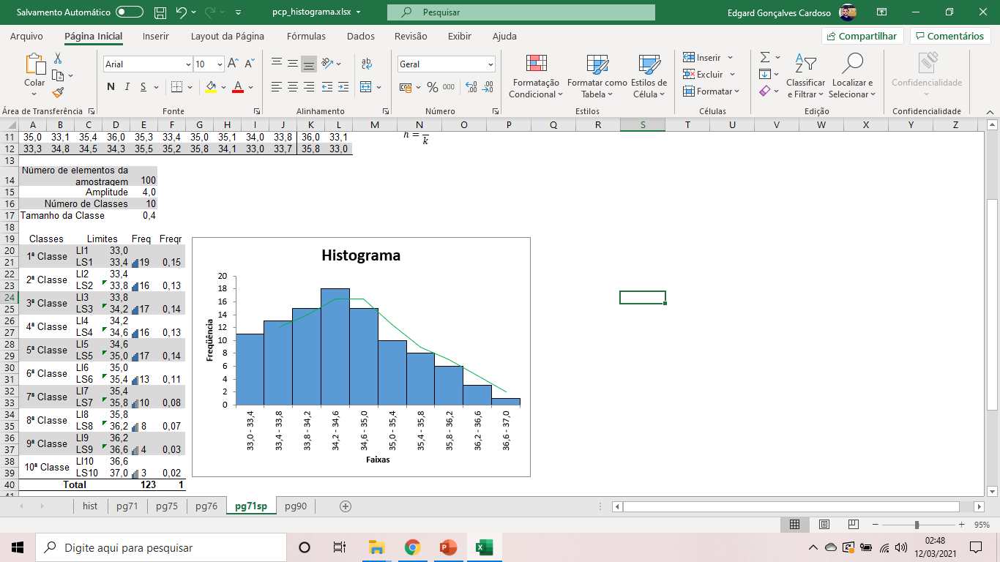 Salvamento Automático
pcp_histograma.xlsx
Pesquisar
Edgard Gonçalves Cardoso
Arquivo Página Inicial Inserir Layout da Página Fórmulas Dados Revisão Exibir Ajuda
Compartilhar Comentários
Colar
Arial 10
N I S
ab
Geral
% 000
Formatação Condicional
Formatar como Tabela
Estilos de Célula
Inserir
Excluir
Formatar
Classificar e Filtrar
Localizar e Selecionar
Confidencialidade
Área de Transferência Fonte Alinhamento Número Estilos Células Edição Confidencialidade
A B C D E F G H I J K L M N O P Q R S T U V W X Y Z
11 35,0 33,1 35,4 36,0 35,3 33,4 35,0 35,1 34,0 33,8 36,0 33,1
12 33,3 34,8 34,5 34,3 35,5 35,2 35,8 34,1 33,0 33,7 35,8 33,0
h = — k
13
14 Número de elementos da amostragem 100
15 Amplitude 4,0
16 Número de Classes 10
17 Tamanho da Classe 0,4
18
19 Classes Limites Freq Freqr
20 1ª Classe LI1 33,0
21 LS1 33,4 19 0,15
22 2ª Classe LI2 33,4
23 LS2 33,8 16 0,13
24 3ª Classe LI3 33,8
25 LS3 34,2 17 0,14
26 4ª Classe LI4 34,2
27 LS4 34,6 16 0,13
28 5ª Classe LI5 34,6
29 LS5 35,0 17 0,14
30 6ª Classe LI6 35,0
31 LS6 35,4 13 0,11
32 7ª Classe LI7 35,4
33 LS7 35,8 10 0,08
34 8ª Classe LI8 35,8
35 LS8 36,2 8 0,07
36 9ª Classe LI9 36,2
37 LS9 36,6 4 0,03
38 10ª Classe LI10 36,6
39 LS10 37,0 3 0,02
40 Total 123 1
Histograma
Freqüência
20
18
16
14
12
10
8
6
4
2
0
33,0 - 33,4
33,4 - 33,8
33,8 - 34,2
34,2 - 34,6
34,6 - 35,0
35,0 - 35,4
35,4 - 35,8
35,8 - 36,2
36,2 - 36,6
36,6 - 37,0
Faixas
hist pg71 pg75 pg76 pg71sp pg90
95%
Digite aqui para pesquisar
02:48
12/03/2021